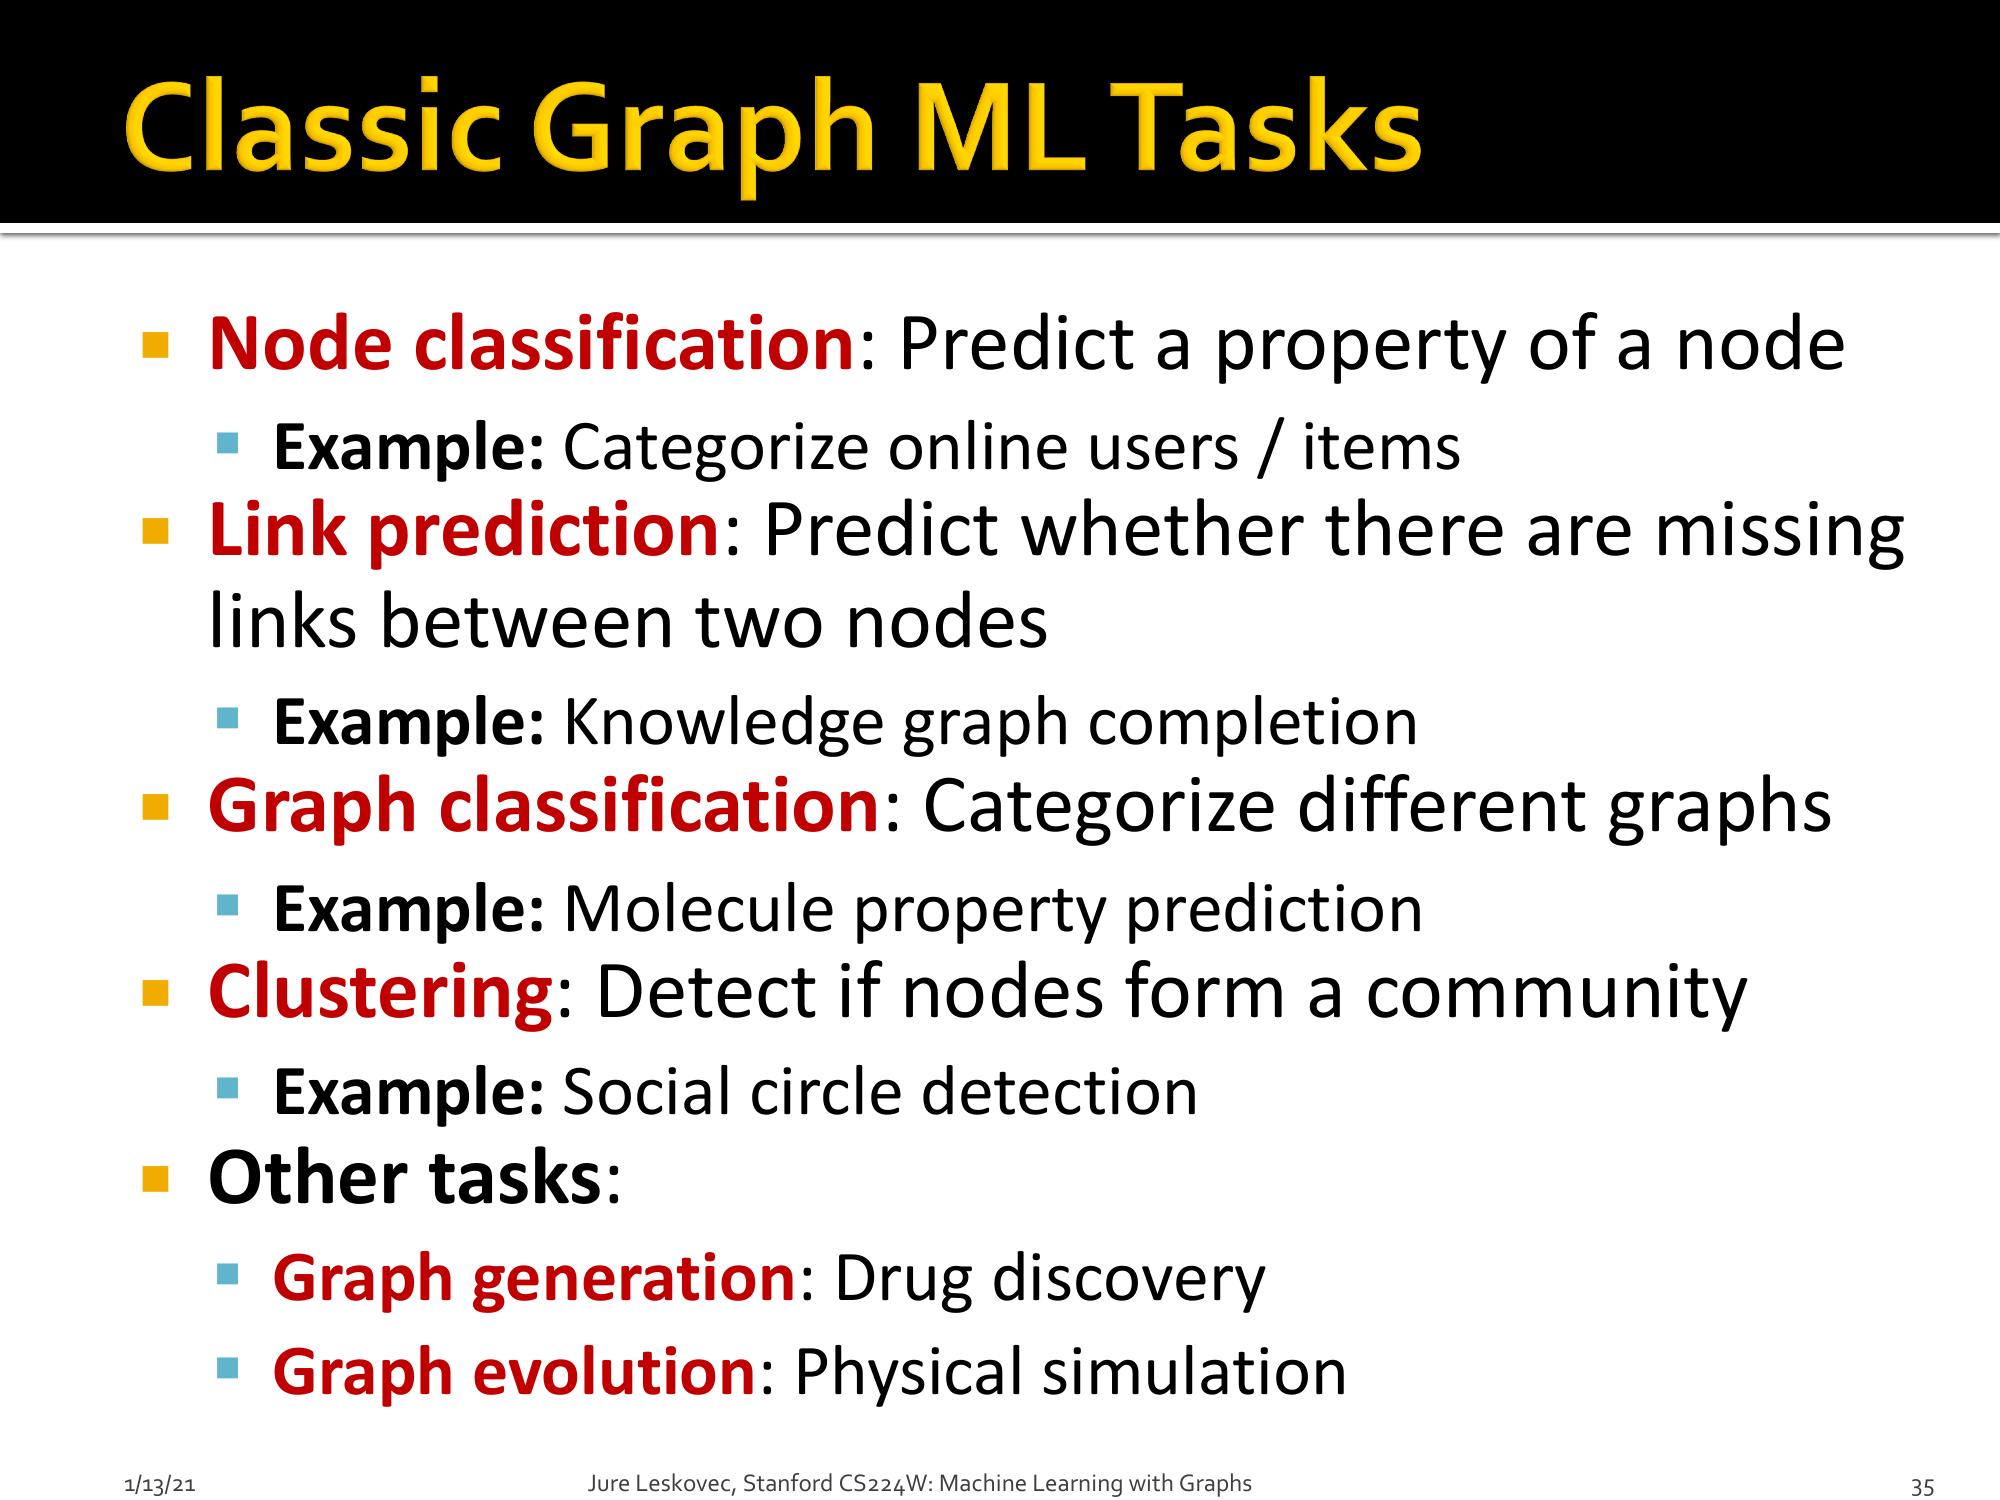 Classic Graph ML Tasks
Node classification: Predict a property of a node
Example: Categorize online users / items
Link prediction: Predict whether there are missing
links between two nodes
Example: Knowledge graph completion
Graph classification: Categorize different graphs
Example: Molecule property prediction
Clustering: Detect if nodes form a community
Example: Social circle detection
Other tasks:
Graph generation: Drug discovery
Graph evolution: Physical simulation
1/13/21
Jure Leskovec, Stanford CS224W: Machine Learning with Graphs
35